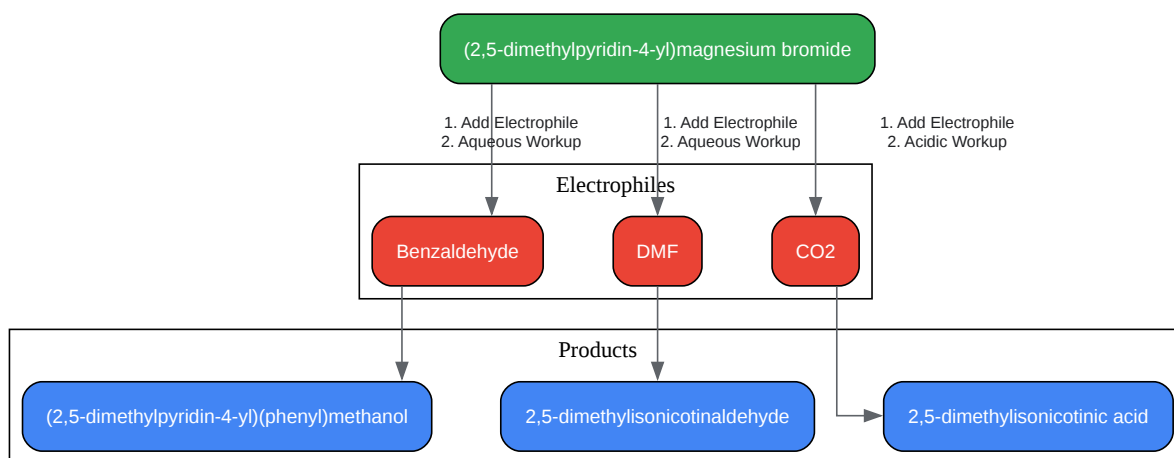 (2,5-dimethylpyridin-4-yl)magnesium bromide
1. Add Electrophile
2. Aqueous Workup
1. Add Electrophile
2. Aqueous Workup
1. Add Electrophile
2. Acidic Workup
Electrophiles
Benzaldehyde
DMF
CO2
Products
(2,5-dimethylpyridin-4-yl)(phenyl)methanol
2,5-dimethylisonicotinaldehyde
2,5-dimethylisonicotinic acid